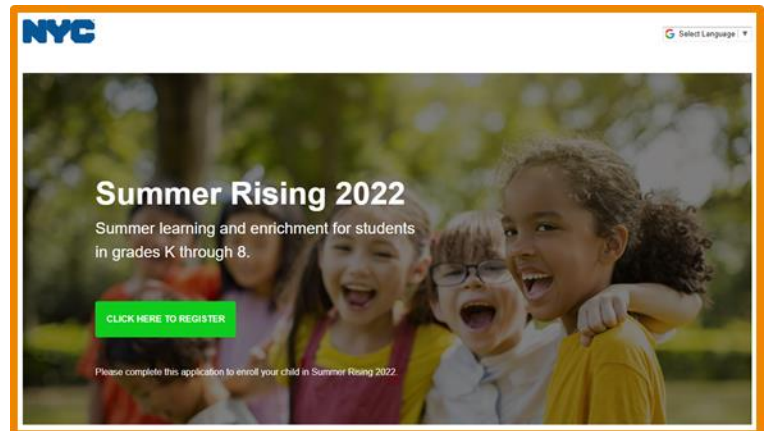 NYC
Select Language ▼
Summer Rising 2022
Summer learning and enrichment for students
in grades K through 8.
CLICK HERE TO REGISTER
Please complete this application to enroll your child in Summer Rising 2022.